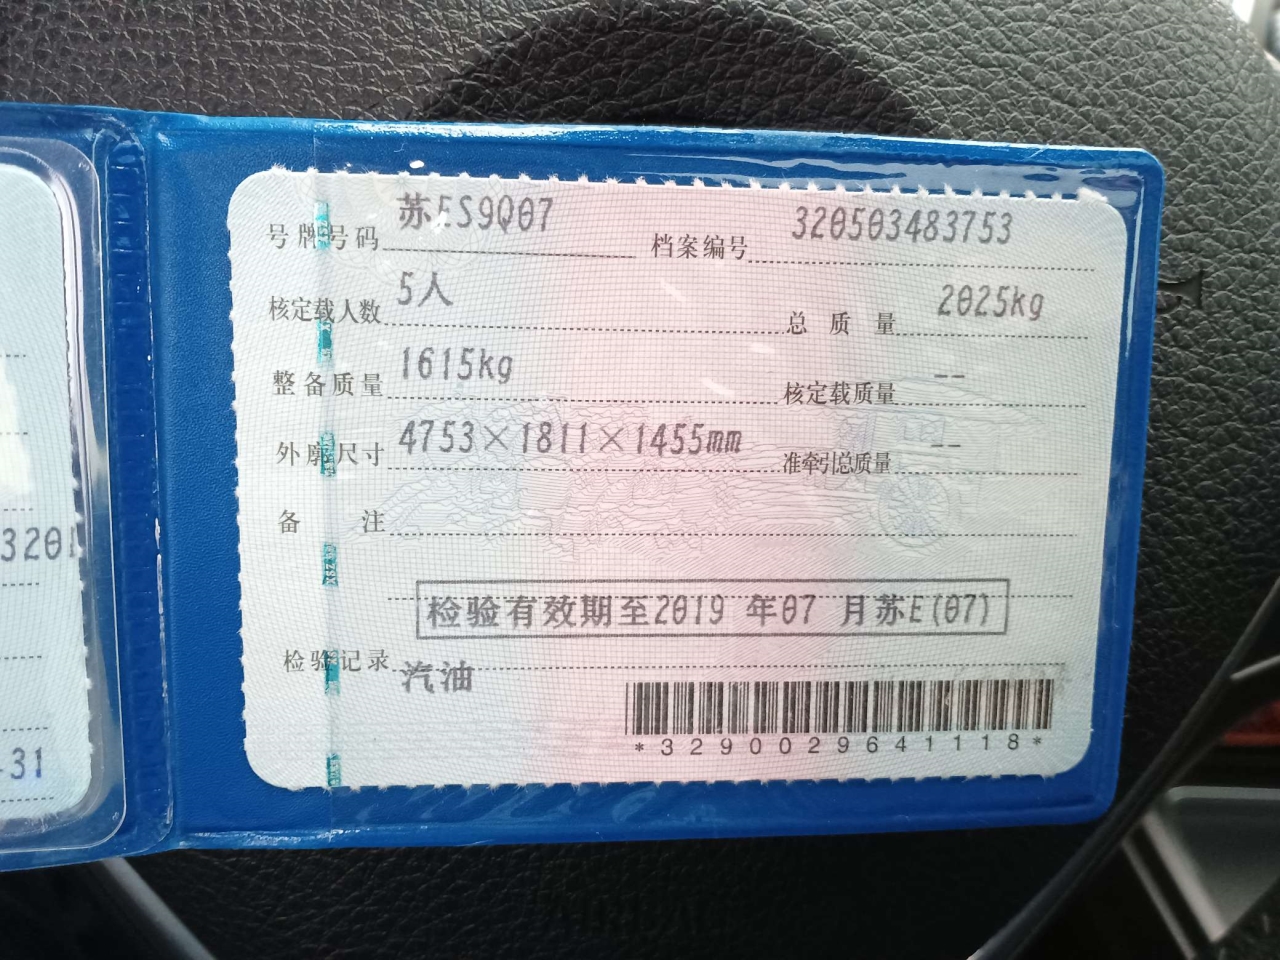 号牌号码 苏E59Q07 档案编号 320503483753
核定载人数 5人 总质量 2025kg
整备质量 1615kg 核定载质量 --
外廓尺寸 4753×1811×1455mm 准牵引总质量 --
备注
检验有效期至2019 年07 月苏E(07)
检验记录
汽油
*3290029641118*
3201
-31